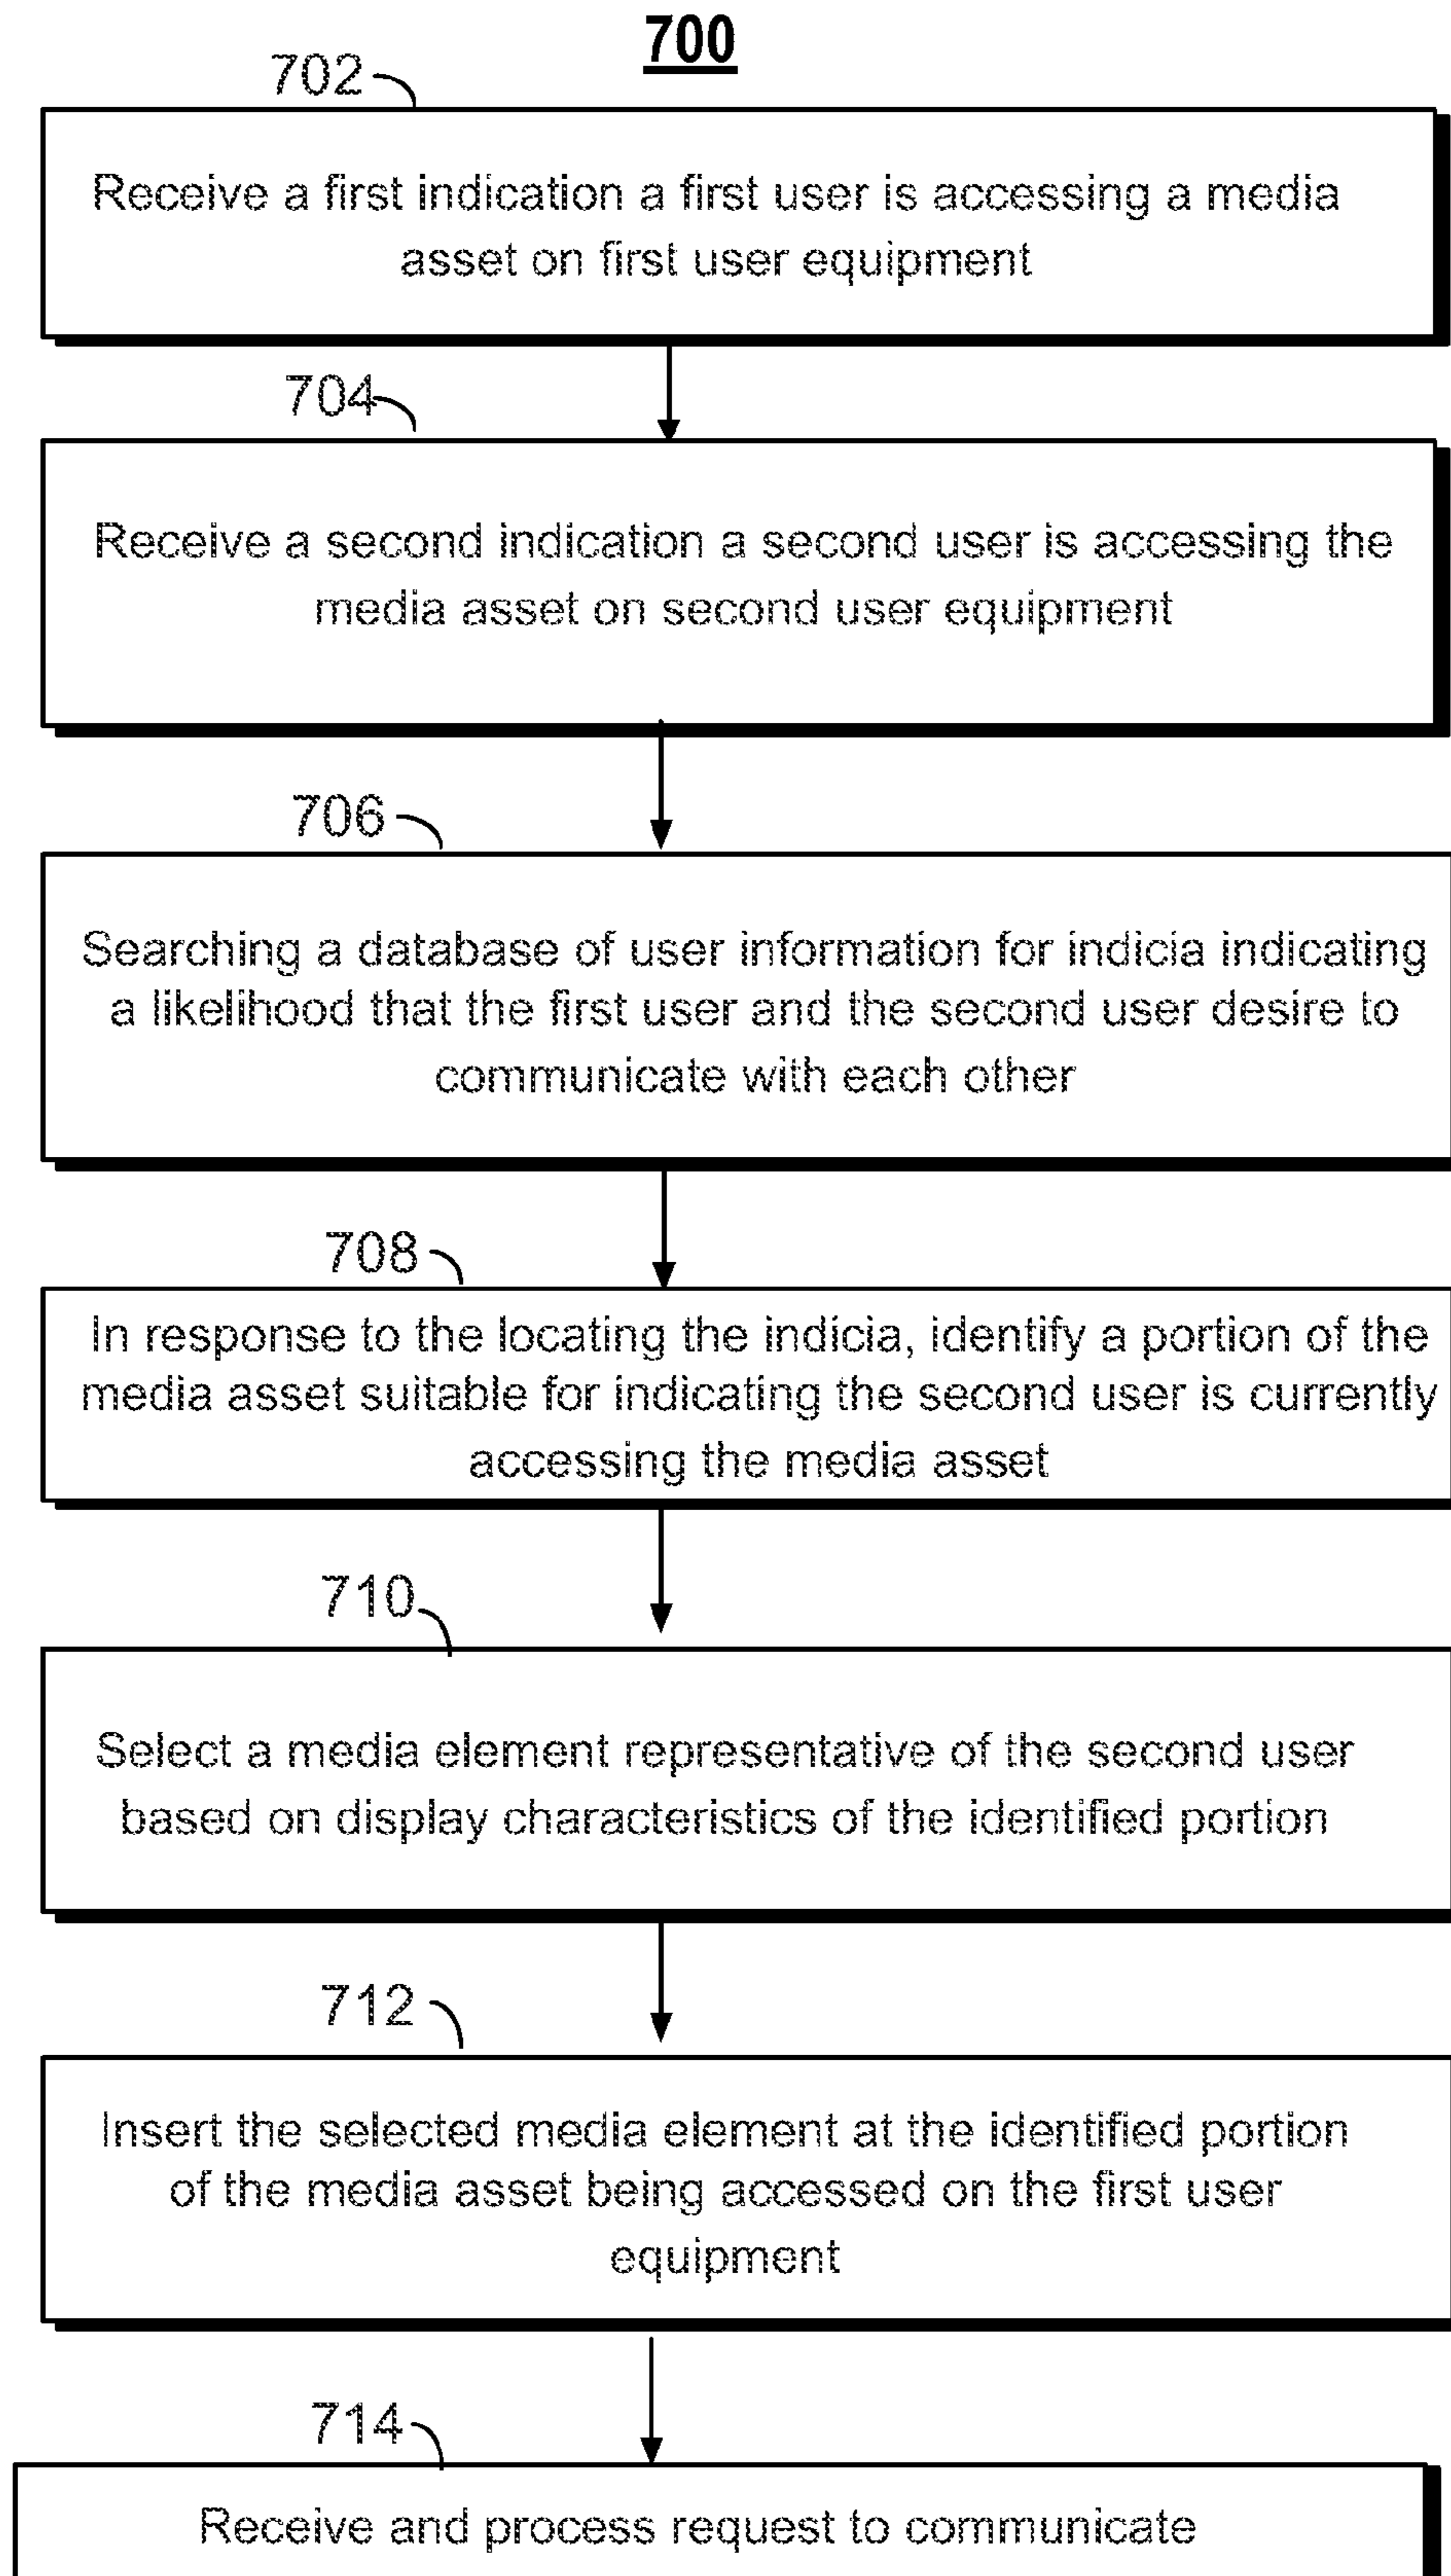 700
702
Receive a first indication a first user is accessing a media
asset on first user equipment
704
Receive a second indication a second user is accessing the
media asset on second user equipment
706
Searching a database of user information for indicia indicating
a likelihood that the first user and the second user desire to
communicate with each other
708
In response to the locating the indicia, identify a portion of the
media asset suitable for indicating the second user is currently
accessing the media asset
710
Select a media element representative of the second user
based on display characteristics of the identified portion
712
Insert the selected media element at the identified portion
of the media asset being accessed on the first user
equipment
714
Receive and process request to communicate